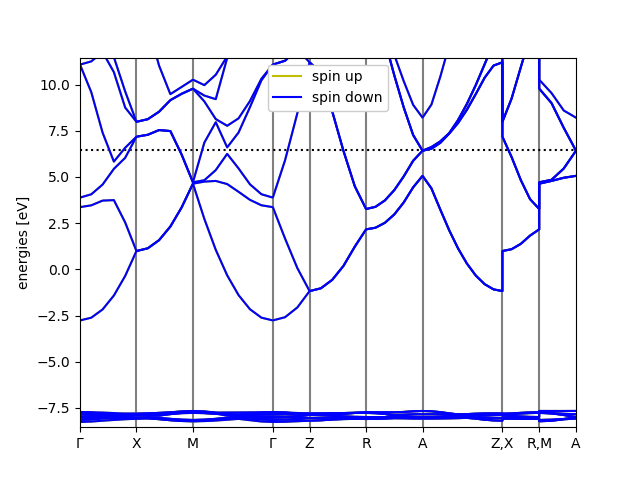 spin up
spin down
energies [eV]
10.0
7.5
5.0
2.5
0.0
−2.5
−5.0
−7.5
Γ X M Γ Z R A Z,X R,M A